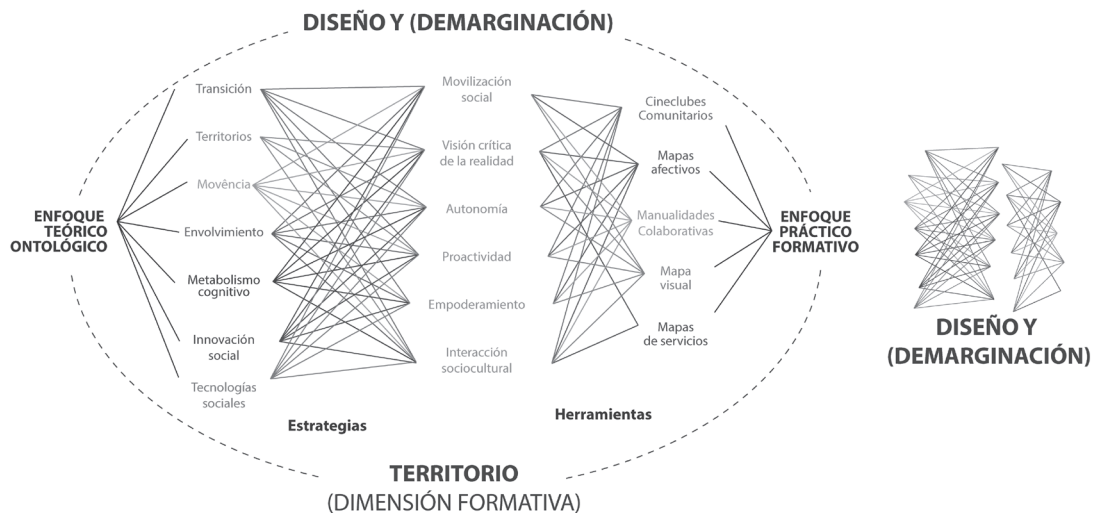 DISEÑO Y (DEMARGINACIÓN)
ENFOQUE
TEÓRICO
ONTOLÓGICO
Transición
Territorios
Movência
Envolvimiento
Metabolismo
cognitivo
Innovación
social
Tecnologías
sociales
Estrategias
Movilización
social
Visión crítica
de la realidad
Autonomía
Proactividad
Empoderamiento
Interacción
sociocultural
Herramientas
Cineclubes
Comunitarios
Mapas
afectivos
Manualidades
Colaborativas
Mapa
visual
Mapas
de servicios
ENFOQUE
PRÁCTICO
FORMATIVO
TERRITORIO
(DIMENSIÓN FORMATIVA)
DISEÑO Y
(DEMARGINACIÓN)